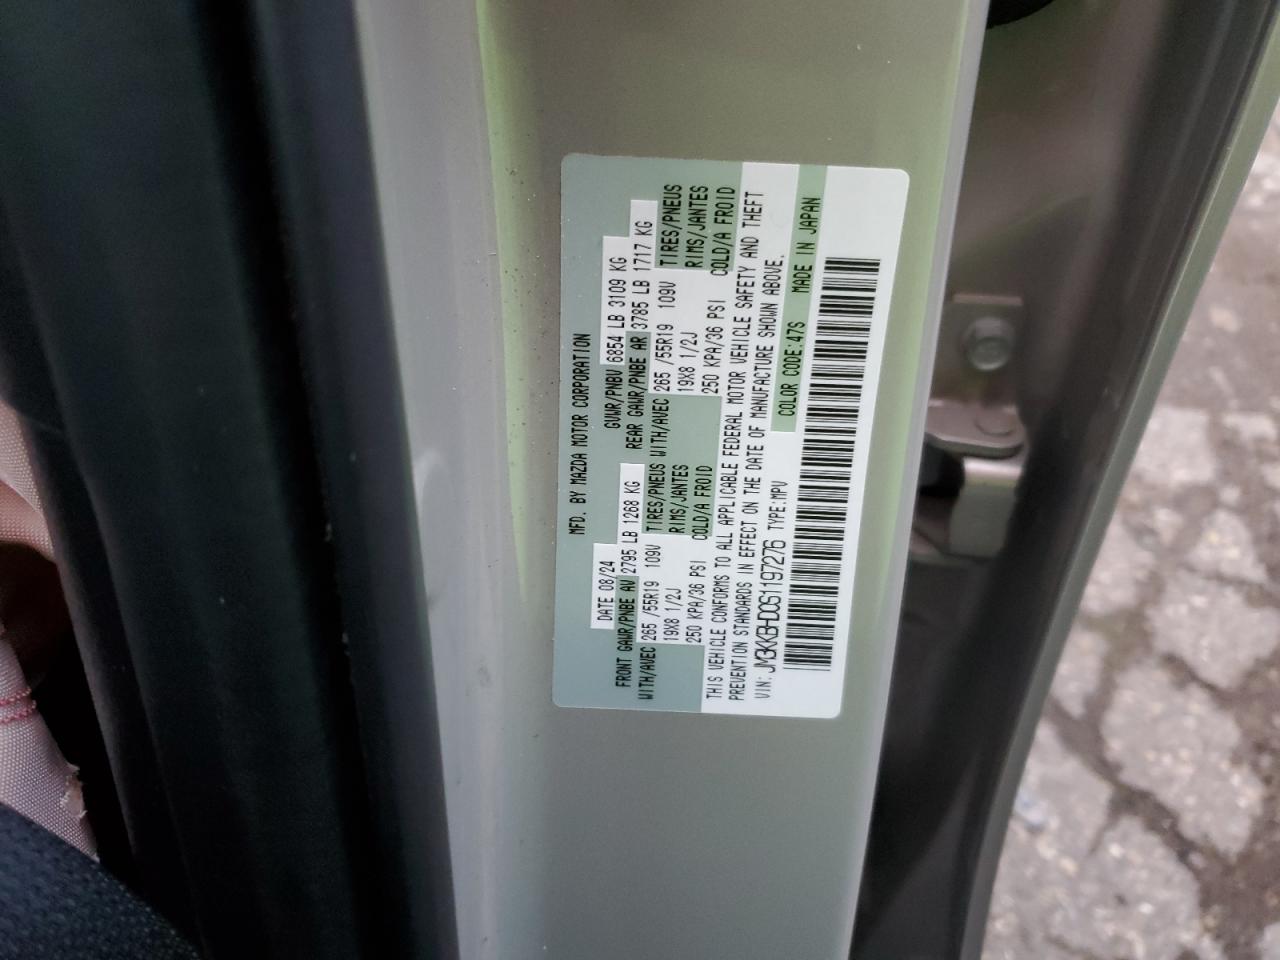 MFD. BY MAZDA MOTOR CORPORATION
DATE 08/24 GVWR/PNBV 6854 LB 3109 KG
FRONT GAWR/PNBE AV 2795 LB 1268 KG REAR GAWR/PNBE AR 3785 LB 1717 KG
WITH/AVEC 265 /55R19 109V TIRES/PNEUS WITH/AVEC 265 /55R19 109V TIRES/PNEUS
19X8 1/2J RIMS/JANTES 19X8 1/2J RIMS/JANTES
250 KPA/36 PSI COLD/A FROID 250 KPA/36 PSI COLD/A FROID
THIS VEHICLE CONFORMS TO ALL APPLICABLE FEDERAL MOTOR VEHICLE SAFETY AND THEFT
PREVENTION STANDARDS IN EFFECT ON THE DATE OF MANUFACTURE SHOWN ABOVE.
VIN: JM3KKBHD0S1197276 TYPE:MPV COLOR CODE:47S MADE IN JAPAN